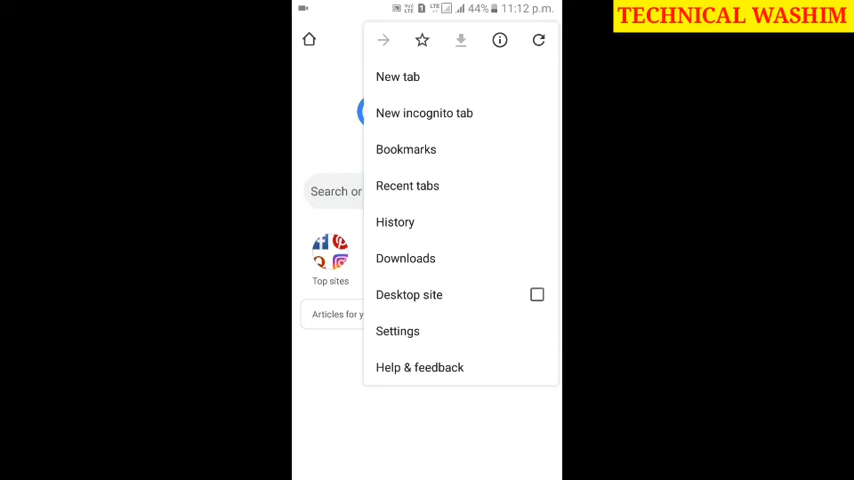 TECHNICAL WASHIM
44% 11:12 p.m.
New tab
New incognito tab
Bookmarks
Search or
Recent tabs
History
Downloads
Top sites
Desktop site
Articles for y
Settings
Help & feedback